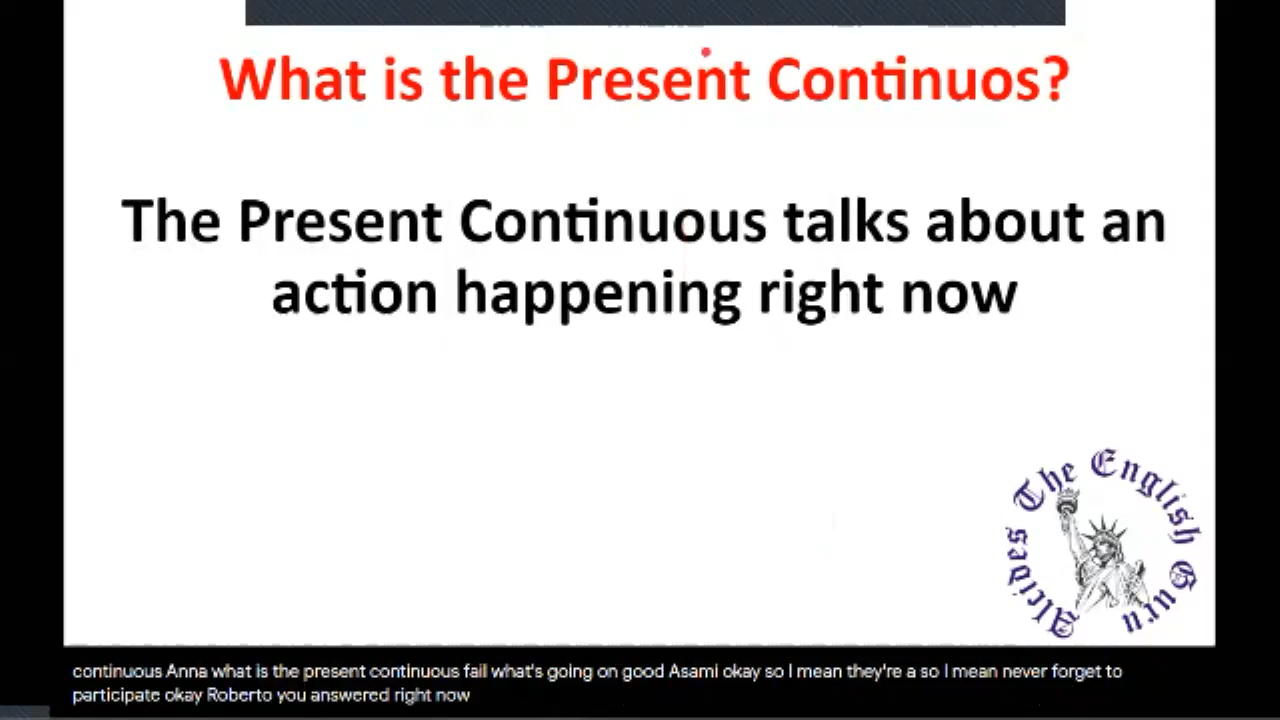 What is the Present Continuos?
The Present Continuous talks about an
action happening right now
Alcides The English Guru
continuous Anna what is the present continuous fail what's going on good Asami okay so I mean they're a so I mean never forget to
participate okay Roberto you answered right now